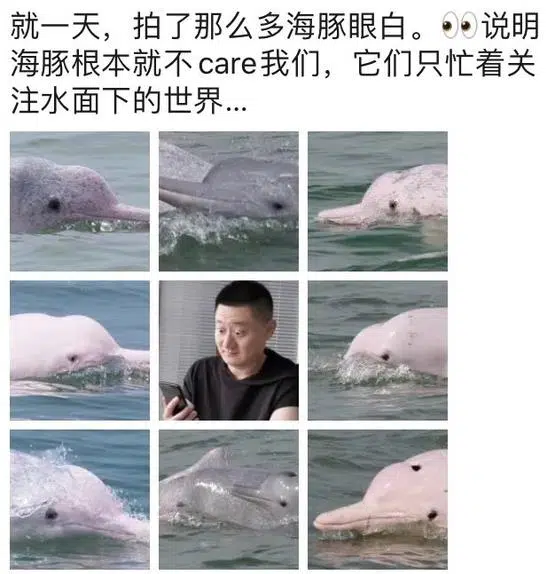 就一天，拍了那么多海豚眼白。👀说明
海豚根本就不care我们，它们只忙着关
注水面下的世界...